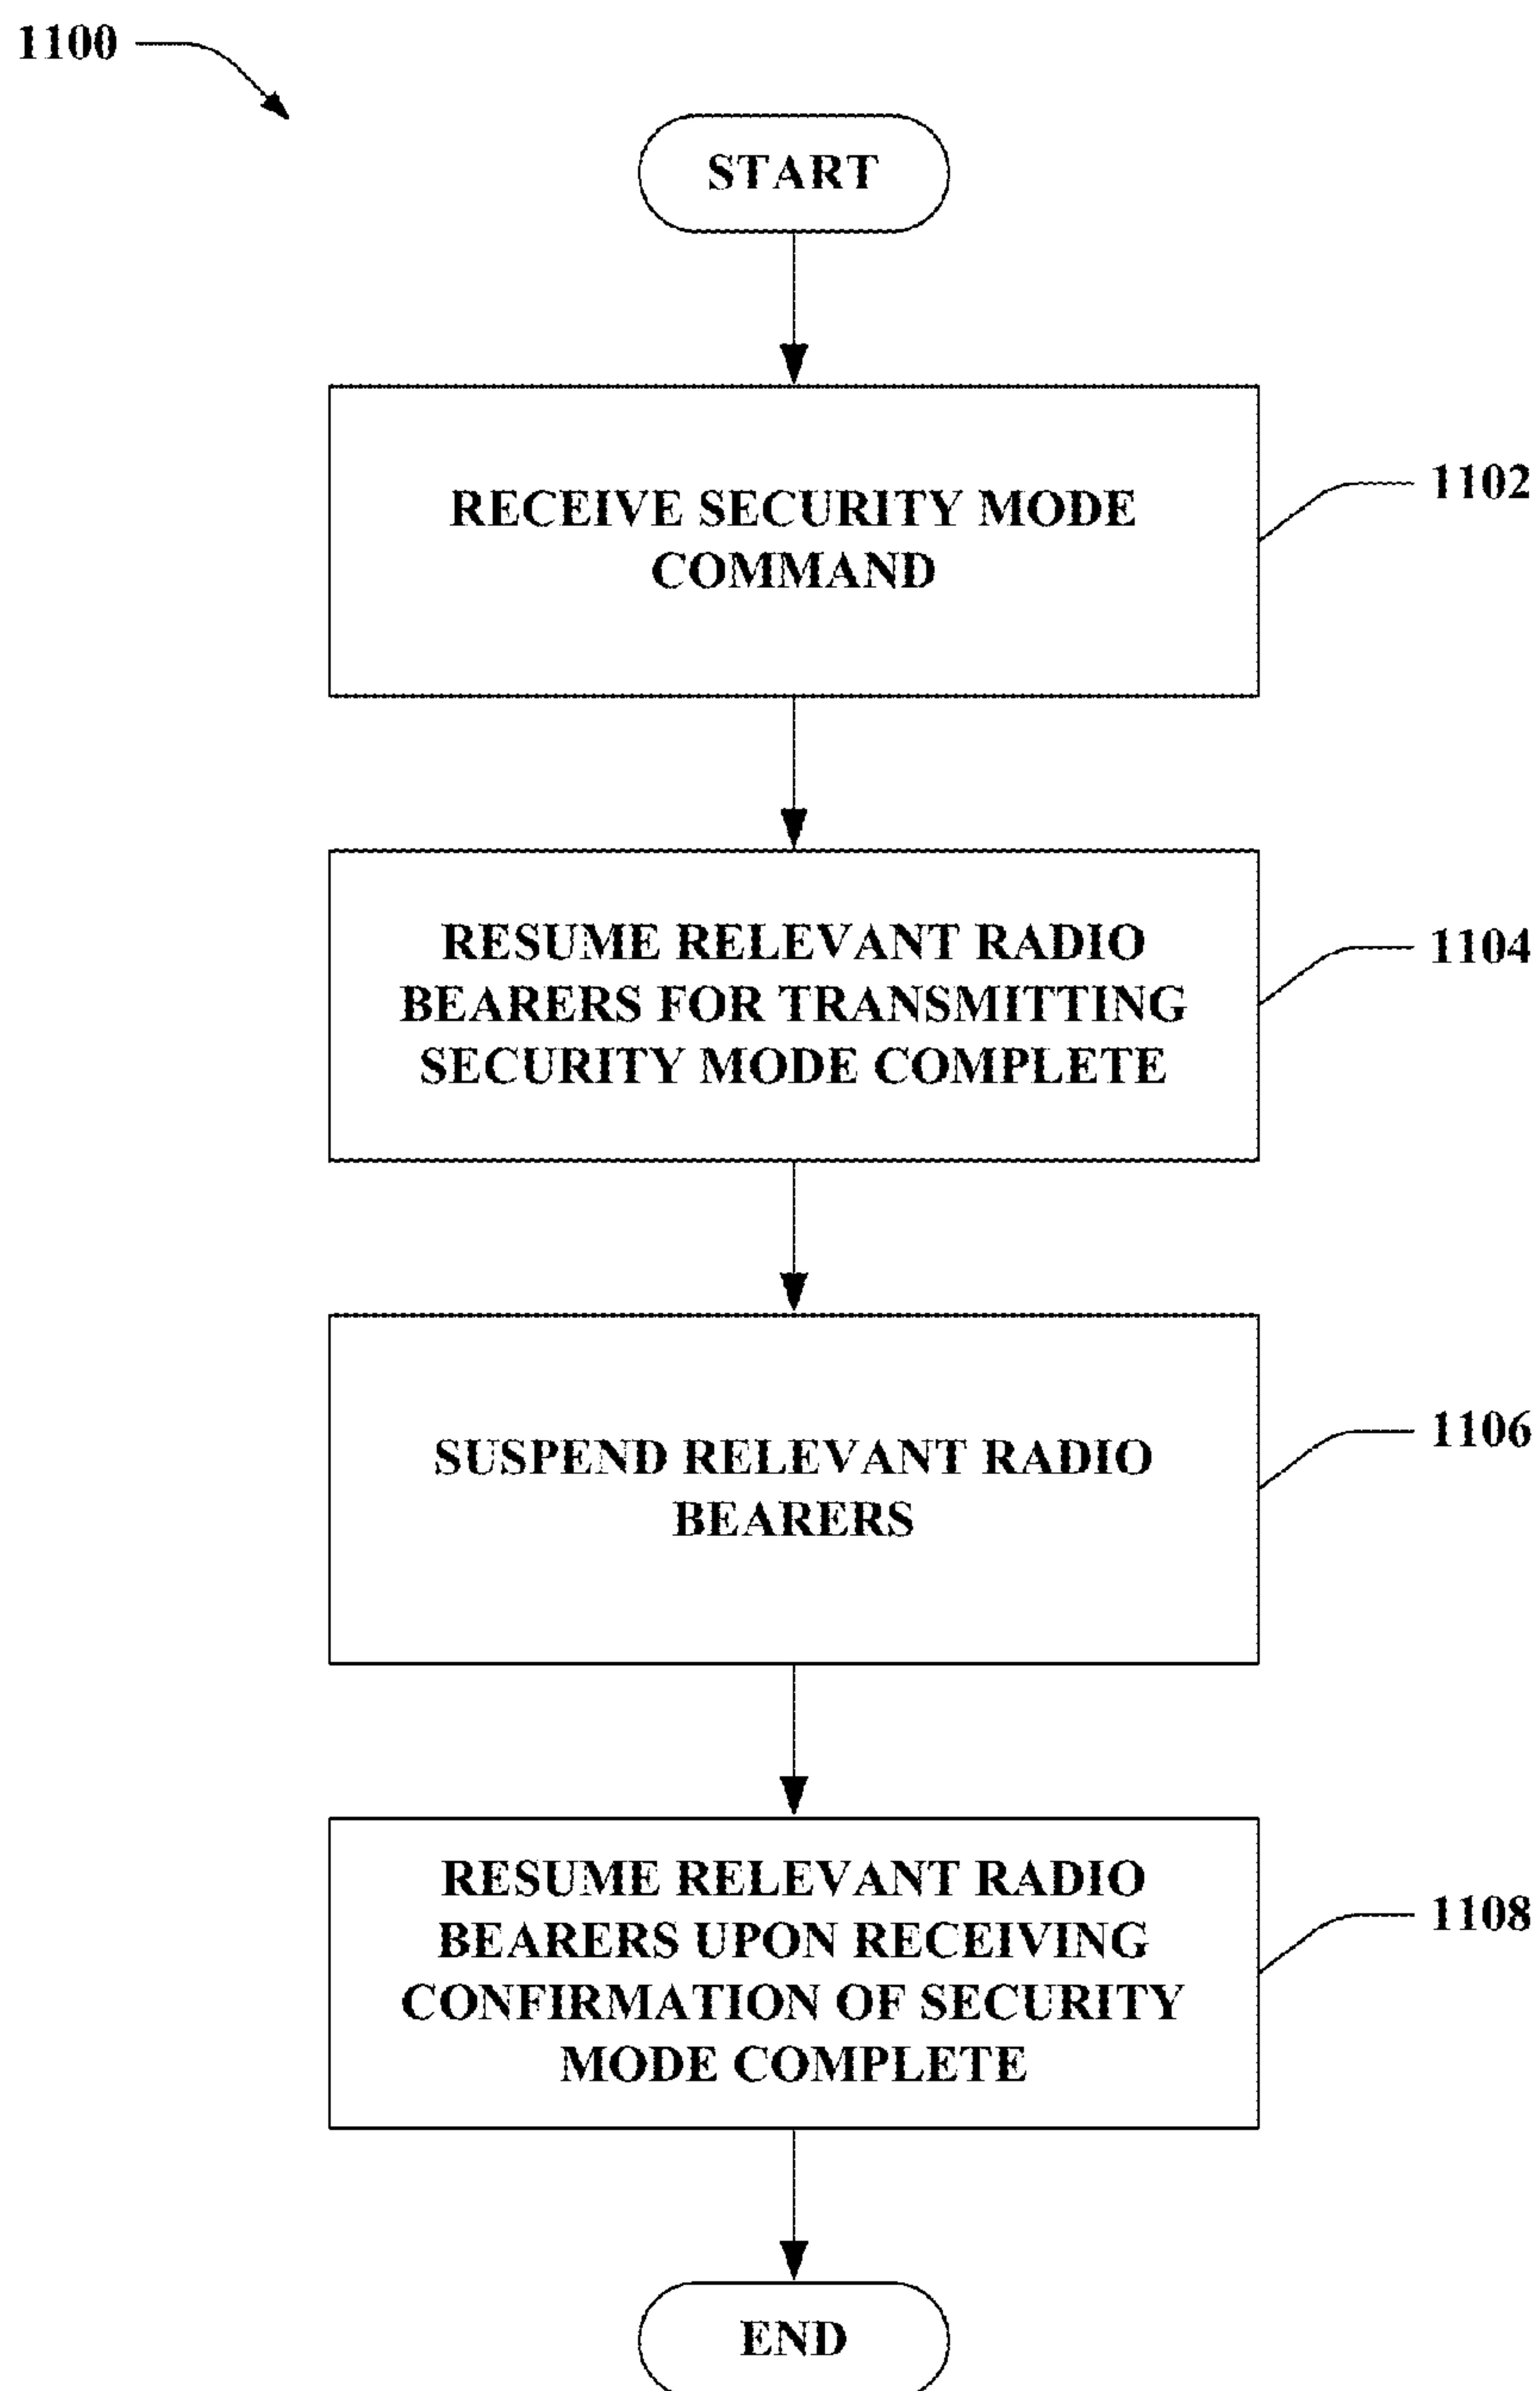 1100
START
RECEIVE SECURITY MODE
COMMAND
1102
RESUME RELEVANT RADIO
BEARERS FOR TRANSMITTING
SECURITY MODE COMPLETE
1104
SUSPEND RELEVANT RADIO
BEARERS
1106
RESUME RELEVANT RADIO
BEARERS UPON RECEIVING
CONFIRMATION OF SECURITY
MODE COMPLETE
1108
END